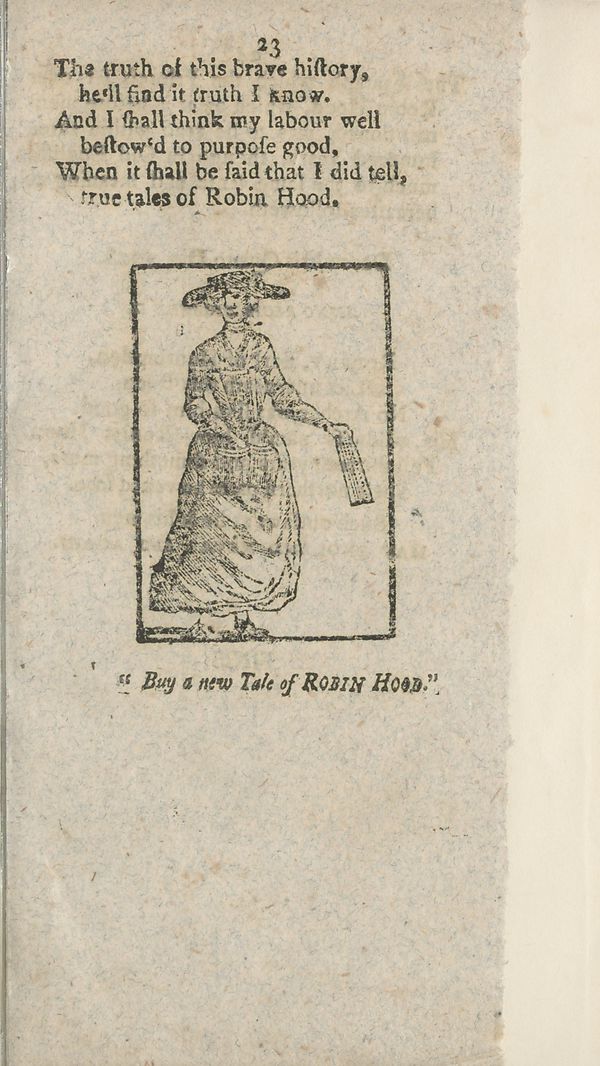 23
The truth of this brave hiſtory,
he'll find it truth I know.
And I ſhall think my labour well
beſtow'd to purpoſe good,
When it ſhall be ſaid that I did tell,
true tales of Robin Hood.
“ Buy a new Tale of ROBIN HOOD.”